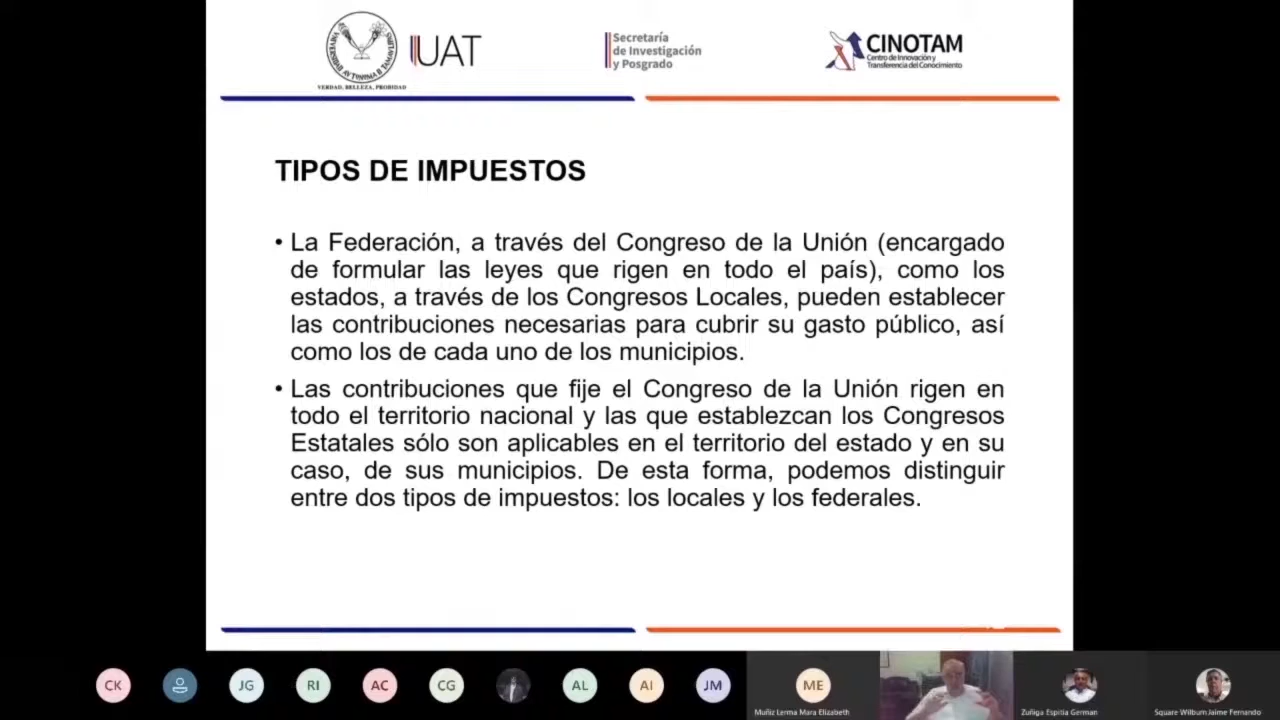 UAT
Secretaría
de Investigación
y Posgrado
CINOTAM
Centro de Innovación y
Transferencia del Conocimiento
VERDAD, BELLEZA, PROBIDAD
TIPOS DE IMPUESTOS
• La Federación, a través del Congreso de la Unión (encargado
de formular las leyes que rigen en todo el país), como los
estados, a través de los Congresos Locales, pueden establecer
las contribuciones necesarias para cubrir su gasto público, así
como los de cada uno de los municipios.
• Las contribuciones que fije el Congreso de la Unión rigen en
todo el territorio nacional y las que establezcan los Congresos
Estatales sólo son aplicables en el territorio del estado y en su
caso, de sus municipios. De esta forma, podemos distinguir
entre dos tipos de impuestos: los locales y los federales.
CK JG RI AC CG AL AI JM ME
Muñiz Lerma Mara Elizabeth
Zuñiga Espitia German
Square Wilburn Jaime Fernando